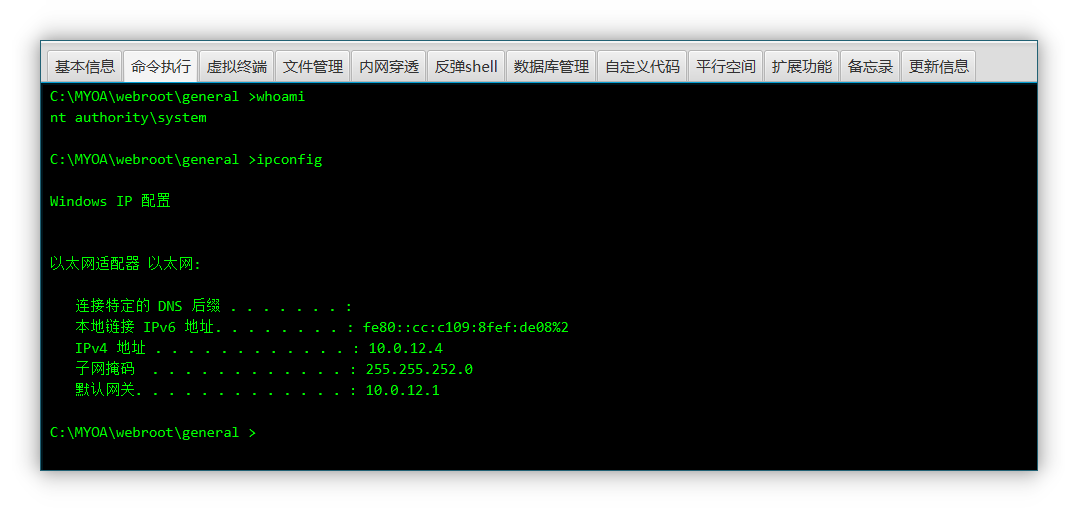 基本信息 命令执行 虚拟终端 文件管理 内网穿透 反弹shell 数据库管理 自定义代码 平行空间 扩展功能 备忘录 更新信息
C:\MYOA\webroot\general >whoami
nt authority\system
C:\MYOA\webroot\general >ipconfig
Windows IP 配置
以太网适配器 以太网:
连接特定的 DNS 后缀 . . . . . . . :
本地链接 IPv6 地址. . . . . . . . : fe80::cc:c109:8fef:de08%2
IPv4 地址 . . . . . . . . . . . . : 10.0.12.4
子网掩码  . . . . . . . . . . . . : 255.255.252.0
默认网关. . . . . . . . . . . . . : 10.0.12.1
C:\MYOA\webroot\general >